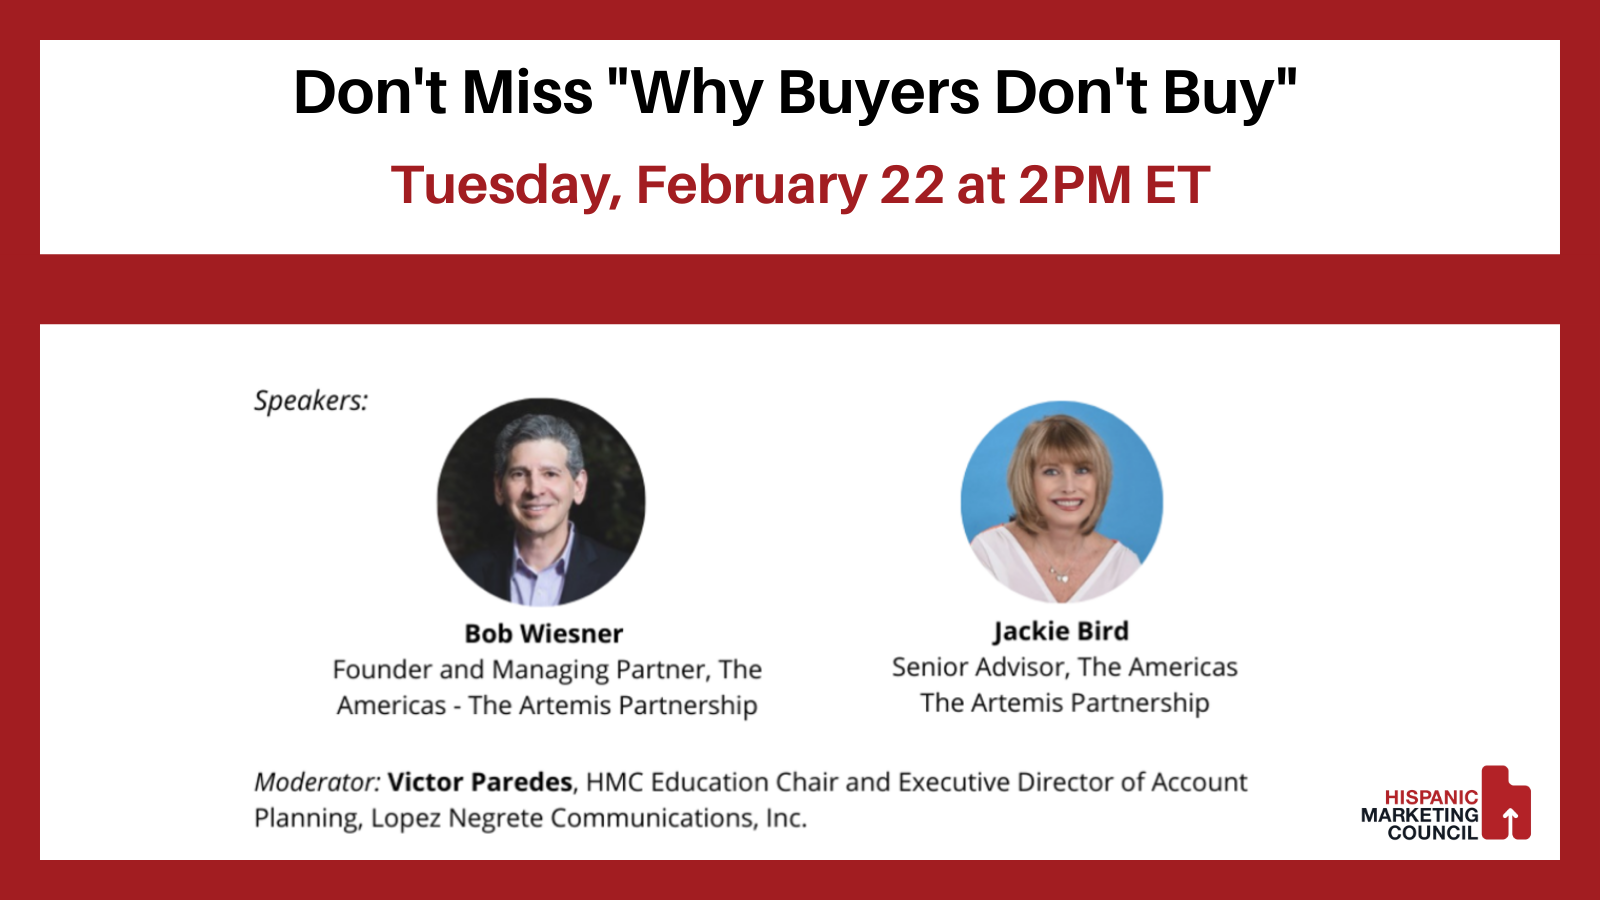 Don't Miss "Why Buyers Don't Buy"
Tuesday, February 22 at 2PM ET
Speakers:
Bob Wiesner
Founder and Managing Partner, The
Americas - The Artemis Partnership
Jackie Bird
Senior Advisor, The Americas
The Artemis Partnership
Moderator: Victor Paredes, HMC Education Chair and Executive Director of Account
Planning, Lopez Negrete Communications, Inc.
HISPANIC
MARKETING
COUNCIL